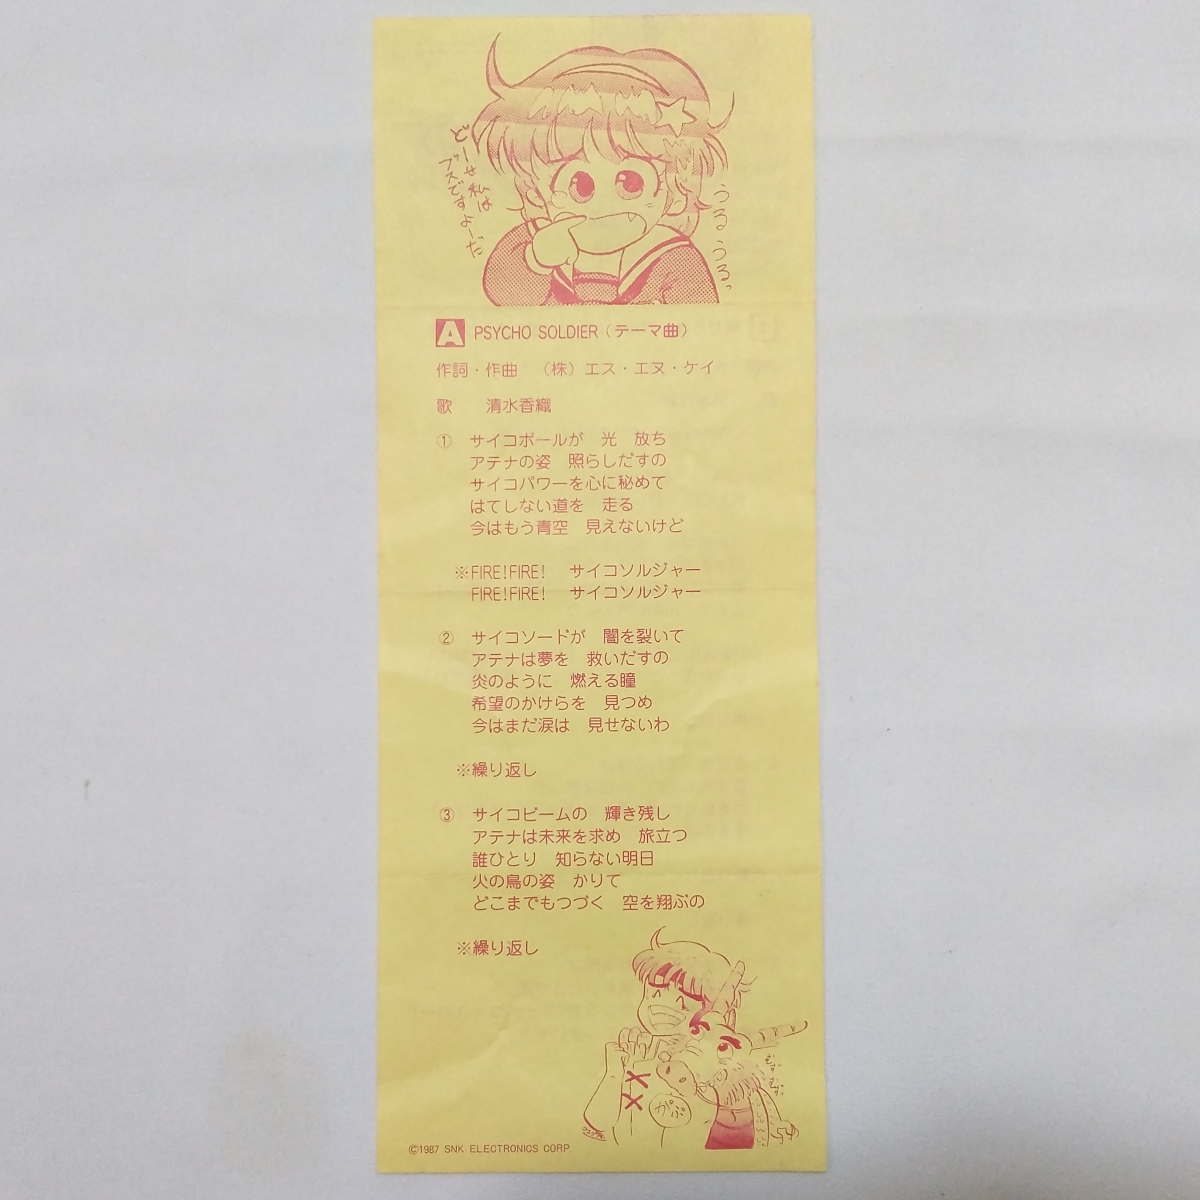 どーせ私は
ブスですよーだ
うるうるっ
A PSYCHO SOLDIER(テーマ曲)
作詞・作曲 (株)エス・エヌ・ケイ
歌 清水香織
① サイコボールが 光 放ち
アテナの姿 照らしだすの
サイコパワーを心に秘めて
はてしない道を 走る
今はもう青空 見えないけど
※FIRE!FIRE! サイコソルジャー
FIRE!FIRE! サイコソルジャー
② サイコソードが 闇を裂いて
アテナは夢を 救いだすの
炎のように 燃える瞳
希望のかけらを 見つめ
今はまだ涙は 見せないわ
※繰り返し
③ サイコビームの 輝き残し
アテナは未来を求め 旅立つ
誰ひとり 知らない明日
火の鳥の姿 かりて
どこまでもつづく 空を翔ぶの
※繰り返し
がぷ
©1987 SNK ELECTRONICS CORP.